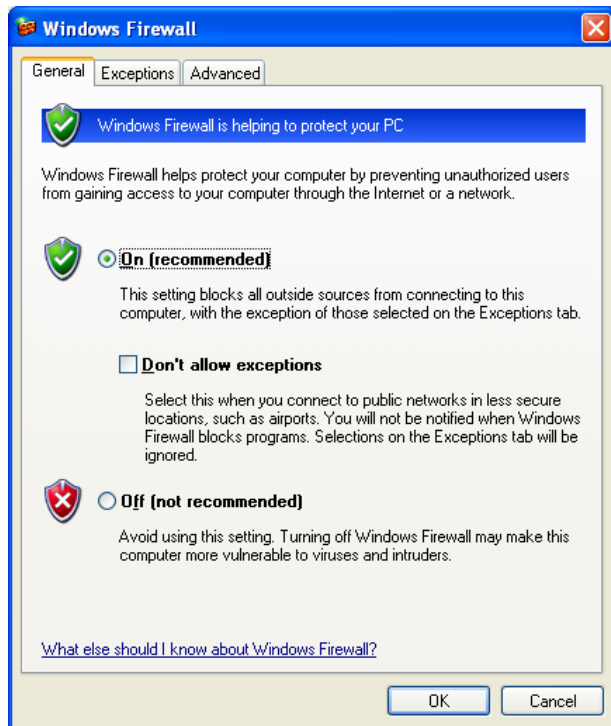 Windows Firewall
General Exceptions Advanced
Windows Firewall is helping to protect your PC
Windows Firewall helps protect your computer by preventing unauthorized users
from gaining access to your computer through the Internet or a network.
On (recommended)
This setting blocks all outside sources from connecting to this
computer, with the exception of those selected on the Exceptions tab.
Don't allow exceptions
Select this when you connect to public networks in less secure
locations, such as airports. You will not be notified when Windows
Firewall blocks programs. Selections on the Exceptions tab will be
ignored.
Off (not recommended)
Avoid using this setting. Turning off Windows Firewall may make this
computer more vulnerable to viruses and intruders.
What else should I know about Windows Firewall?
OK Cancel